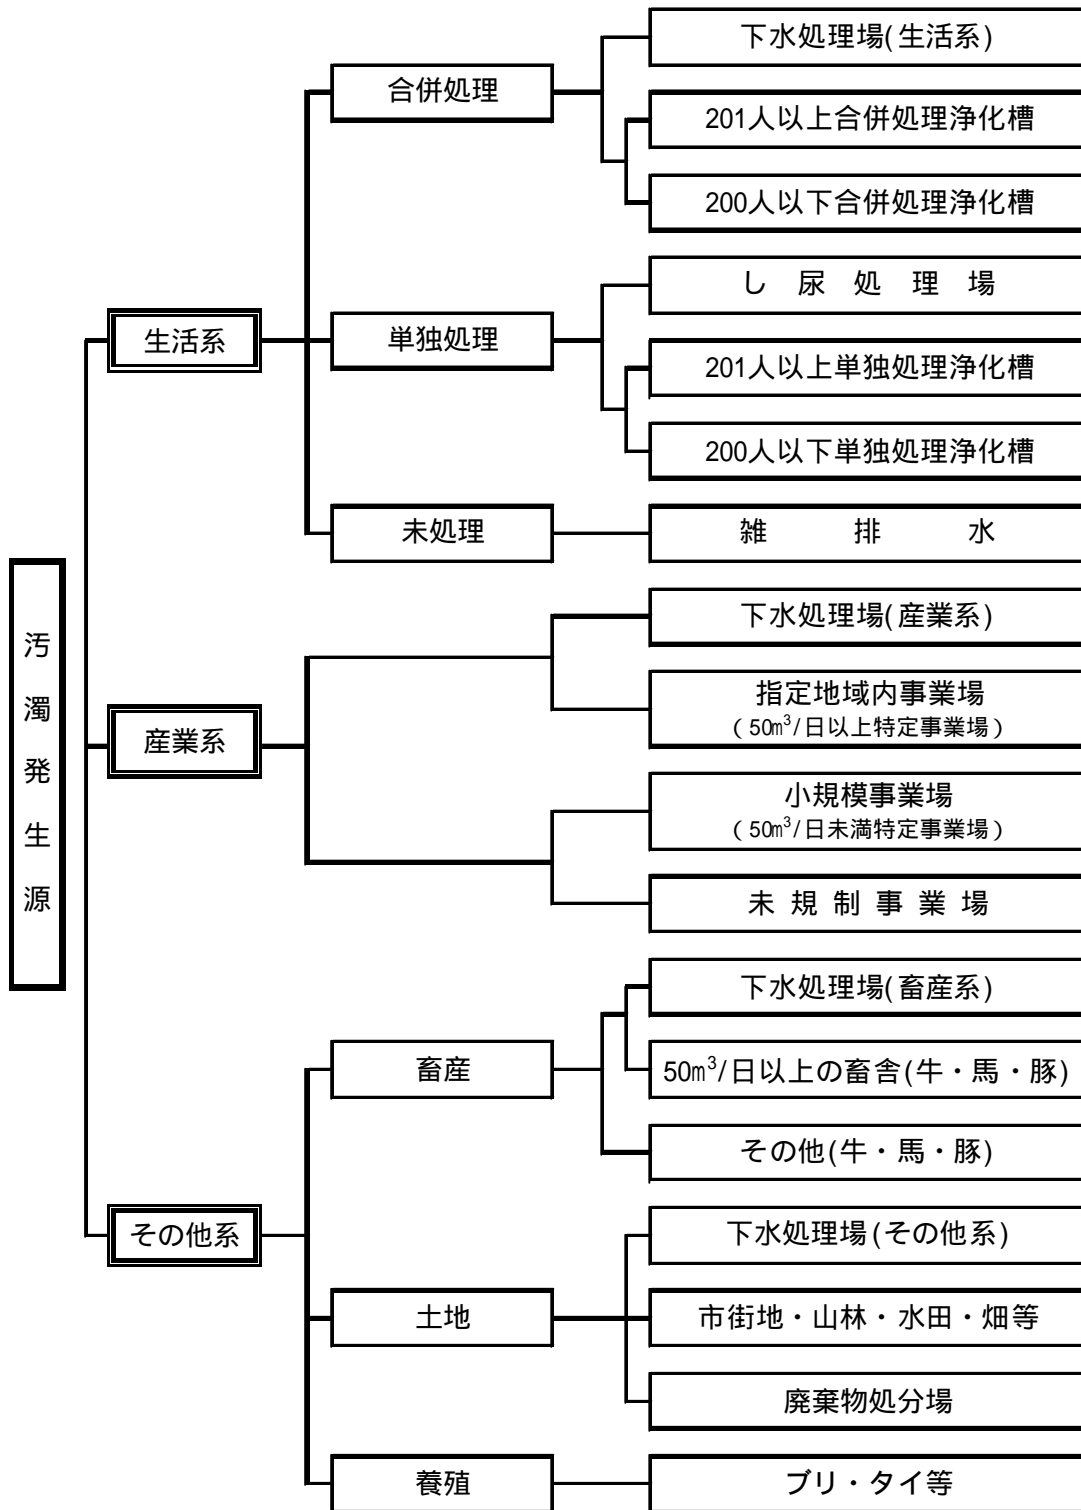 汚濁発生源
生活系
合併処理
下水処理場(生活系)
201人以上合併処理浄化槽
200人以下合併処理浄化槽
単独処理
し尿処理場
201人以上単独処理浄化槽
200人以下単独処理浄化槽
未処理
雑排水
産業系
下水処理場(産業系)
指定地域内事業場
（50m³/日以上特定事業場）
小規模事業場
（50m³/日未満特定事業場）
未規制事業場
その他系
畜産
下水処理場(畜産系)
50m³/日以上の畜舎(牛・馬・豚)
その他(牛・馬・豚)
土地
下水処理場(その他系)
市街地・山林・水田・畑等
廃棄物処分場
養殖
ブリ・タイ等